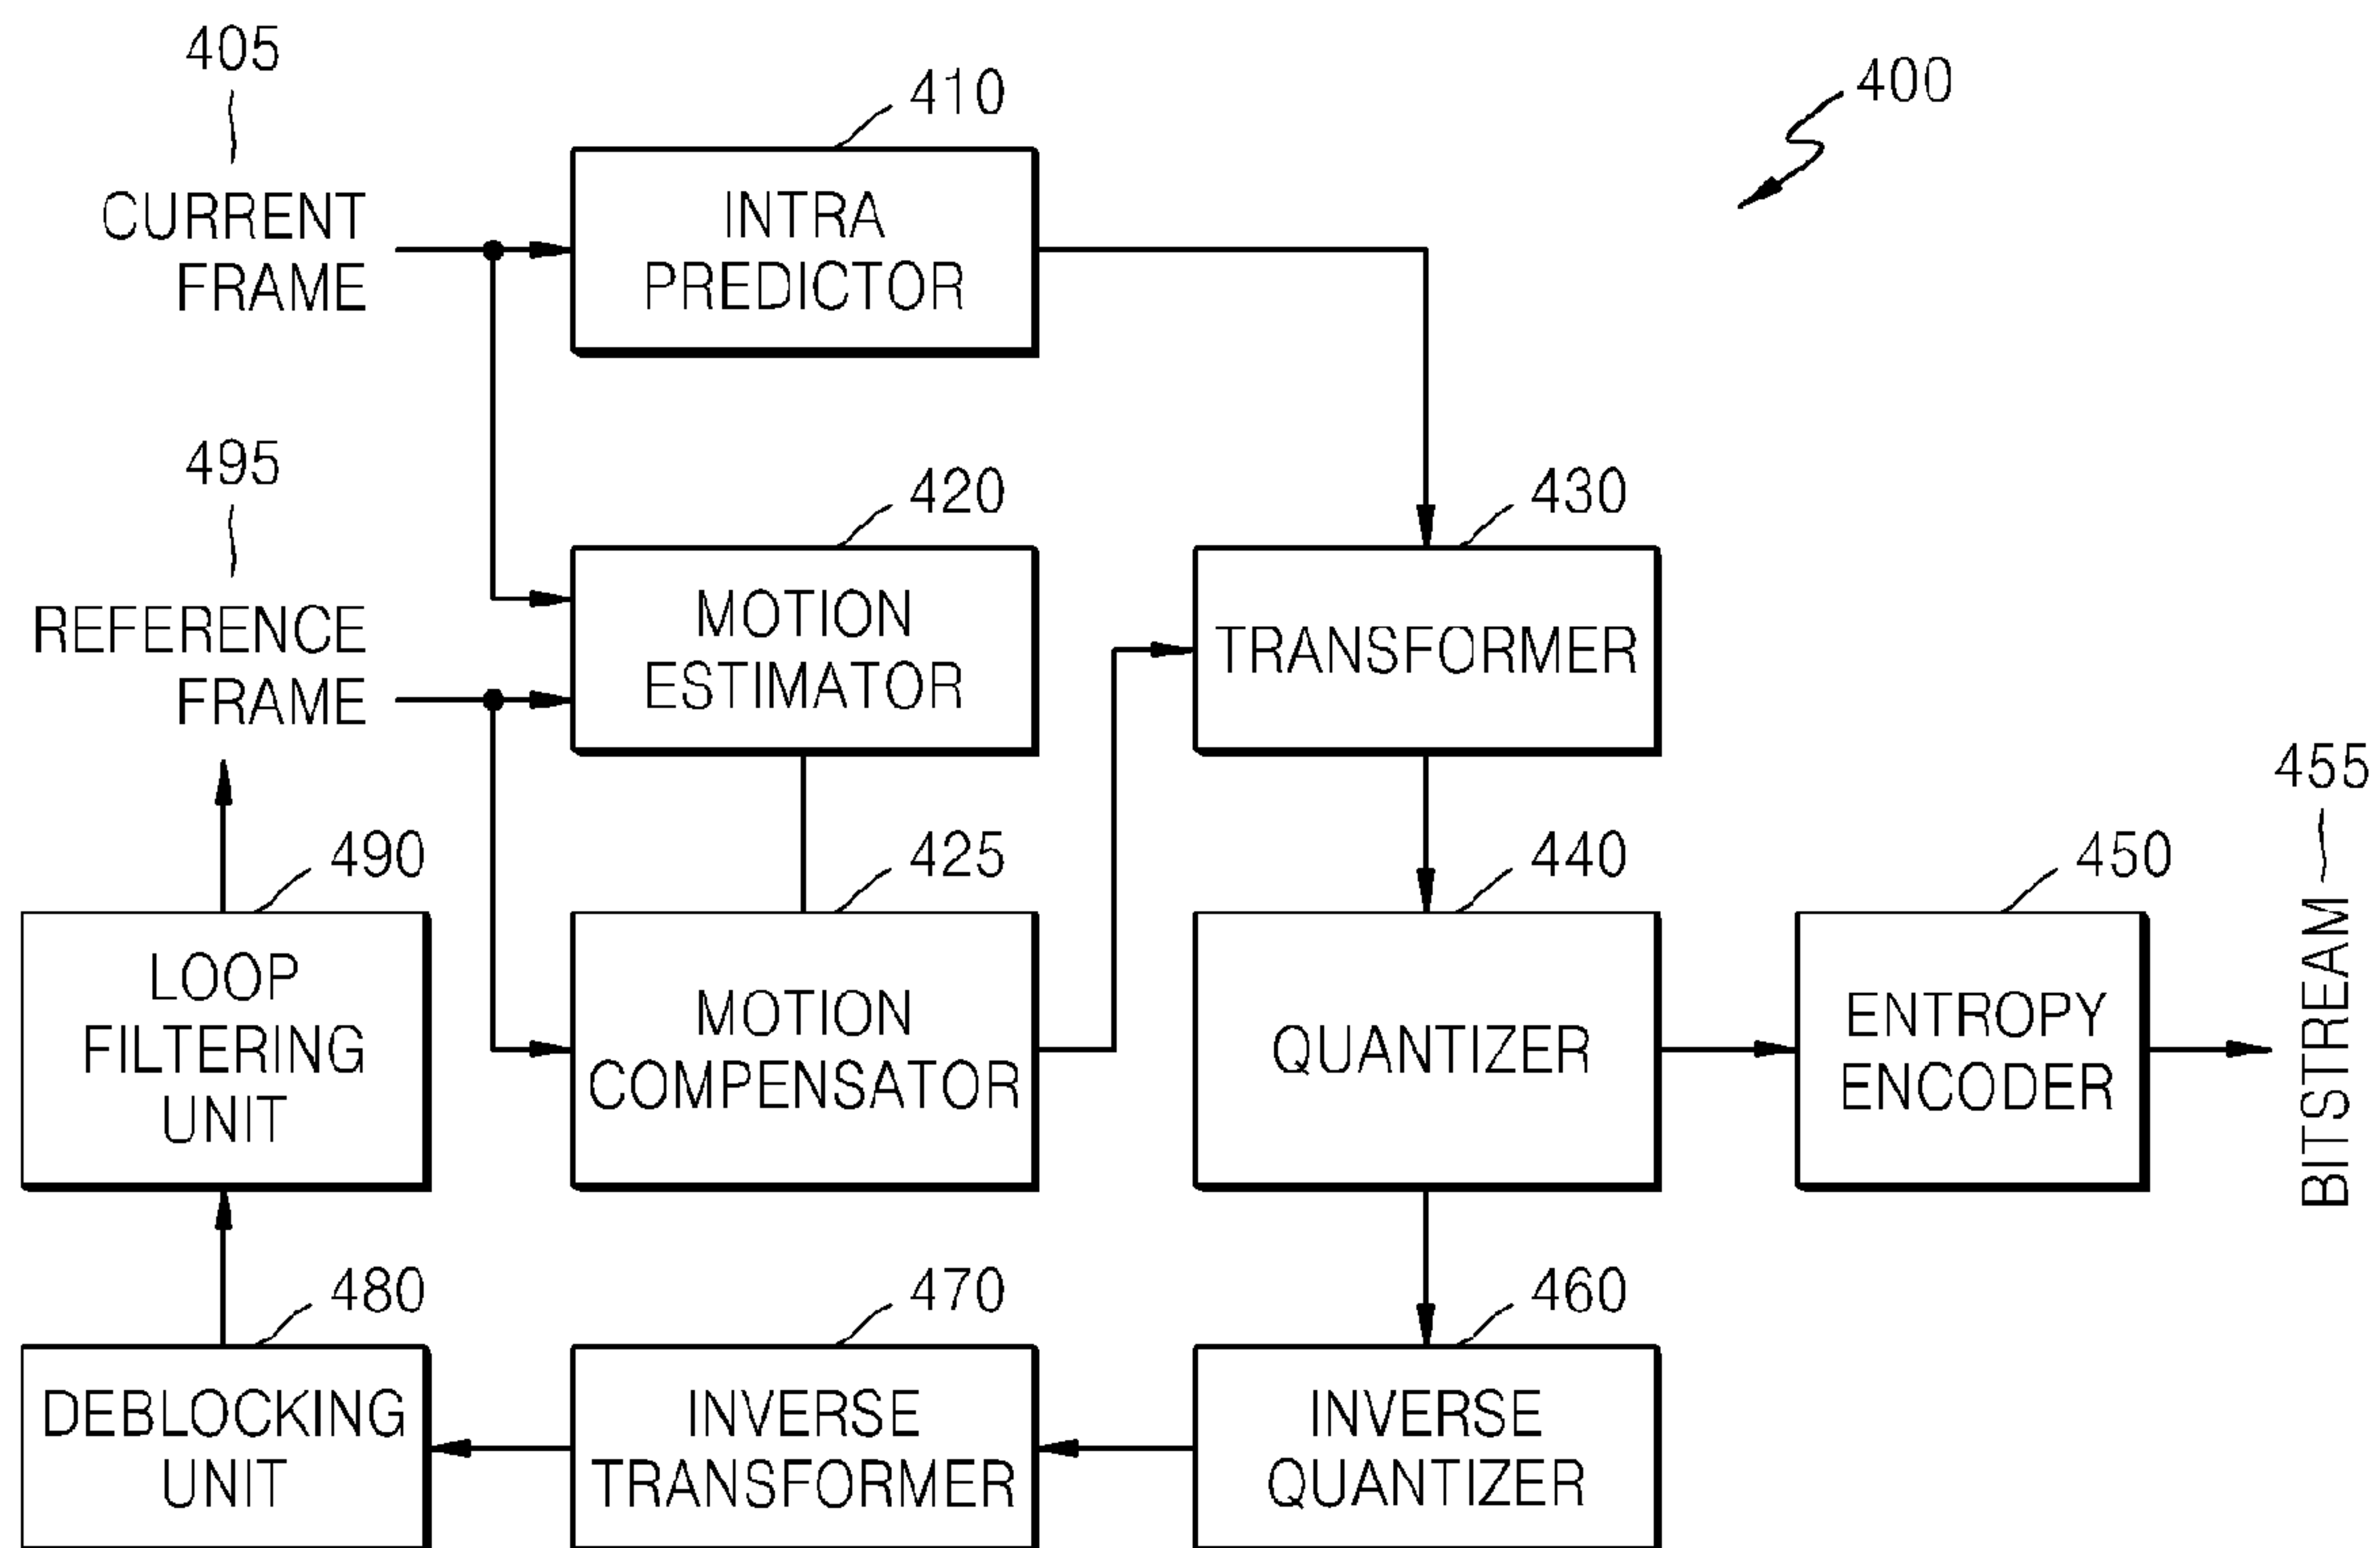 405
410
400
CURRENT
FRAME
INTRA
PREDICTOR
495
420
430
REFERENCE
FRAME
MOTION
ESTIMATOR
TRANSFORMER
455
490
425
440
450
LOOP
FILTERING
UNIT
MOTION
COMPENSATOR
QUANTIZER
ENTROPY
ENCODER
BITSTREAM
480
470
460
DEBLOCKING
UNIT
INVERSE
TRANSFORMER
INVERSE
QUANTIZER